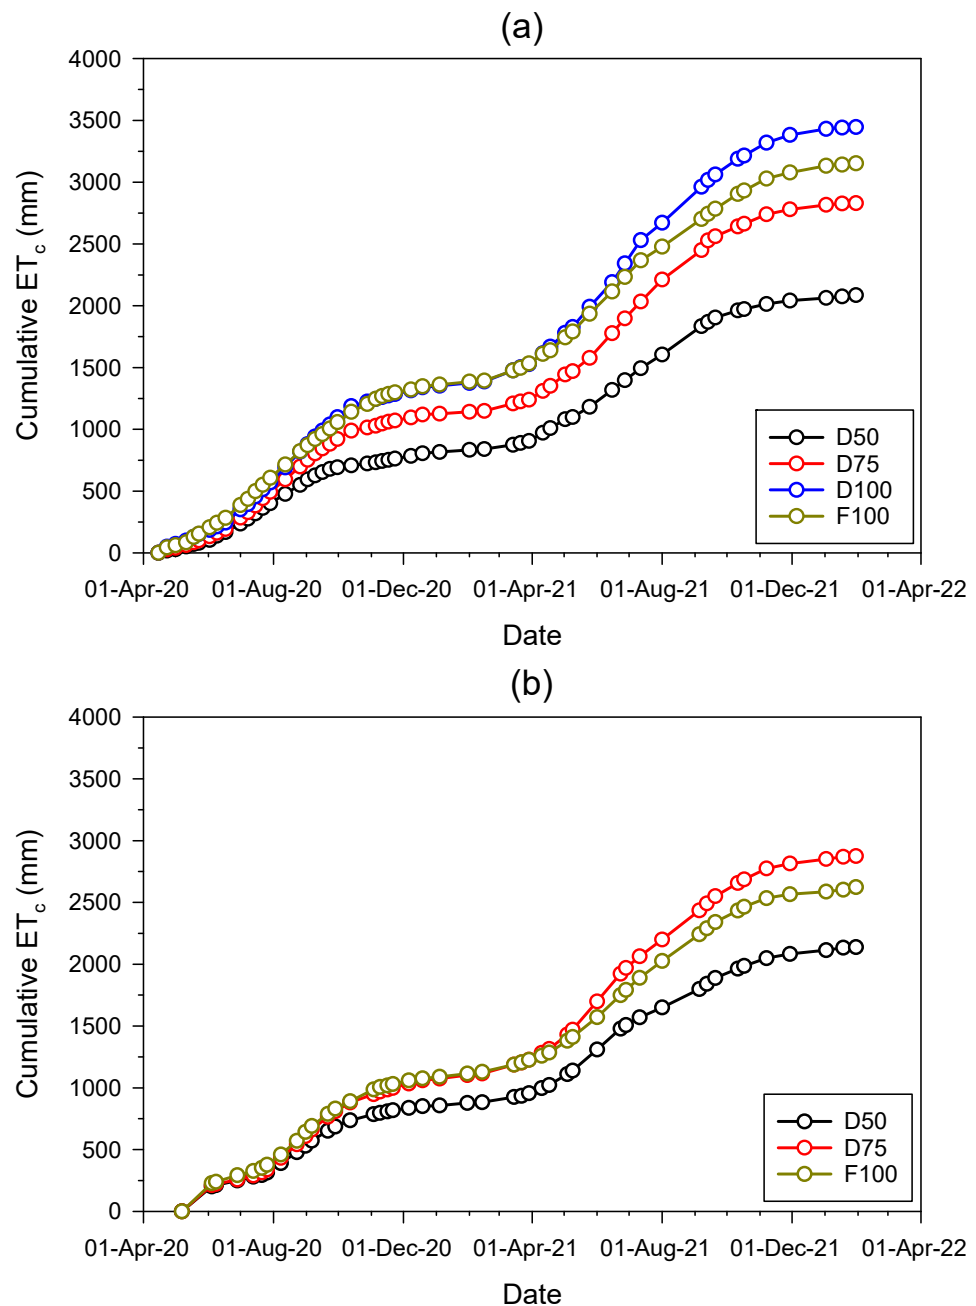 (a)
4000
3500
3000
2500
2000
1500
1000
500
0
Cumulative ETc (mm)
D50
D75
D100
F100
01-Apr-20 01-Aug-20 01-Dec-20 01-Apr-21 01-Aug-21 01-Dec-21 01-Apr-22
Date
(b)
4000
3500
3000
2500
2000
1500
1000
500
0
Cumulative ETc (mm)
D50
D75
F100
01-Apr-20 01-Aug-20 01-Dec-20 01-Apr-21 01-Aug-21 01-Dec-21 01-Apr-22
Date